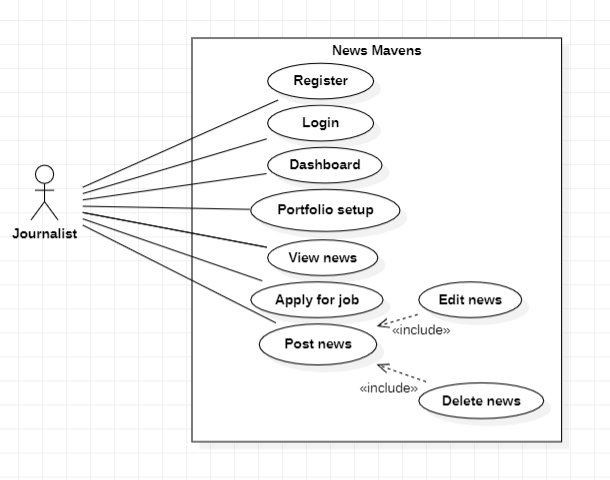 News Mavens
Register
Login
Dashboard
Portfolio setup
Journalist
View news
Apply for job
Edit news
«include»
Post news
«include»
Delete news